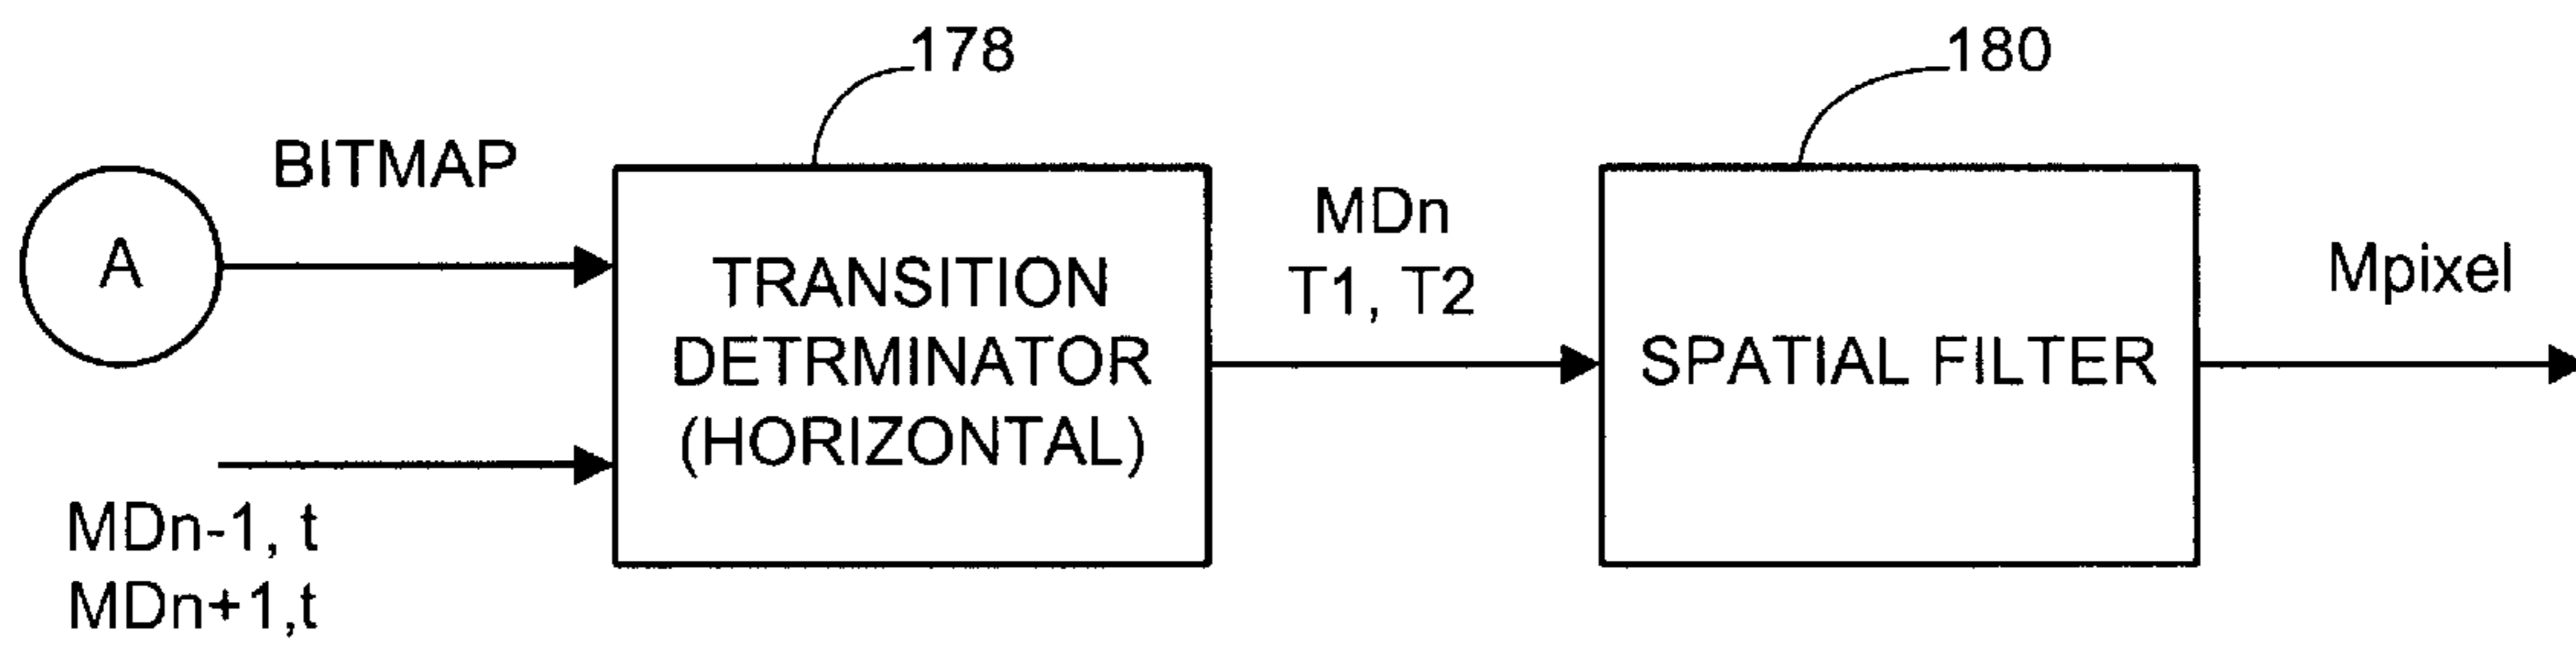 178
180
BITMAP
A
TRANSITION
DETRMINATOR
(HORIZONTAL)
MDn-1, t
MDn+1,t
MDn
T1, T2
SPATIAL FILTER
Mpixel